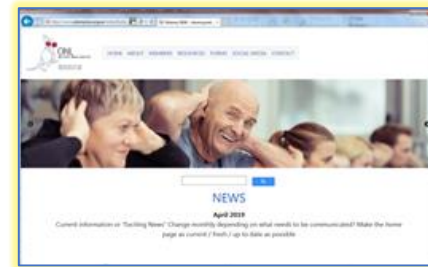 ONL
HOME ABOUT MEMBERS RESOURCES FORMS SOCIAL MEDIA CONTACT
NEWS
April 2019
Current information or 'Exciting News' Change monthly depending on what needs to be communicated? Make the home
page as current / fresh / up to date as possible